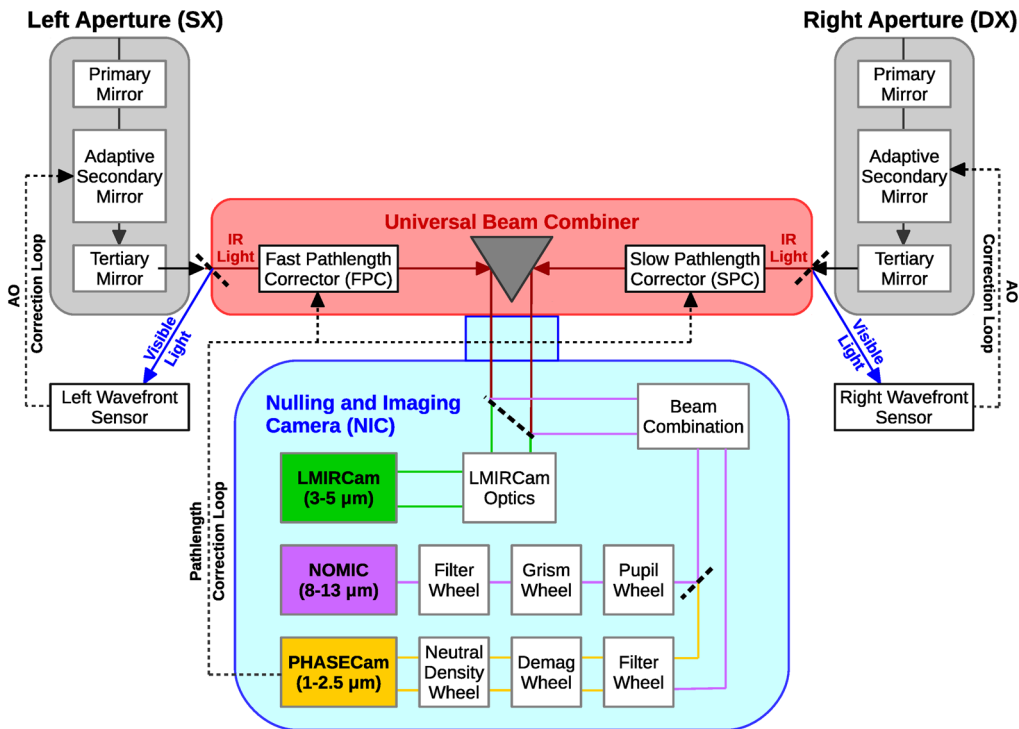 Left Aperture (SX)
Right Aperture (DX)
Primary
Mirror
Adaptive
Secondary
Mirror
Tertiary
Mirror
AO
Correction Loop
Visible
Light
Left Wavefront
Sensor
Universal Beam Combiner
IR
Light
Fast Pathlength
Corrector (FPC)
Slow Pathlength
Corrector (SPC)
IR
Light
Primary
Mirror
Adaptive
Secondary
Mirror
Tertiary
Mirror
AO
Correction Loop
Visible
Light
Right Wavefront
Sensor
Pathlength
Correction Loop
Nulling and Imaging
Camera (NIC)
Beam
Combination
LMIRCam
(3-5 μm)
LMIRCam
Optics
NOMIC
(8-13 μm)
Filter
Wheel
Grism
Wheel
Pupil
Wheel
PHASECam
(1-2.5 μm)
Neutral
Density
Wheel
Demag
Wheel
Filter
Wheel